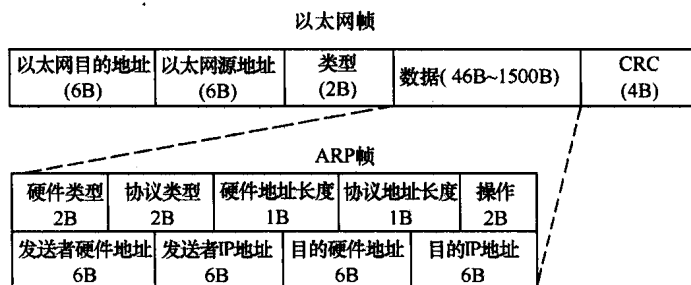 以太网帧
以太网目的地址 以太网源地址 类型 数据( 46B~1500B) CRC
(6B) (6B) (2B) (4B)
ARP帧
硬件类型 协议类型 硬件地址长度 协议地址长度 操作
2B 2B 1B 1B 2B
发送者硬件地址 发送者IP地址 目的硬件地址 目的IP地址
6B 6B 6B 6B